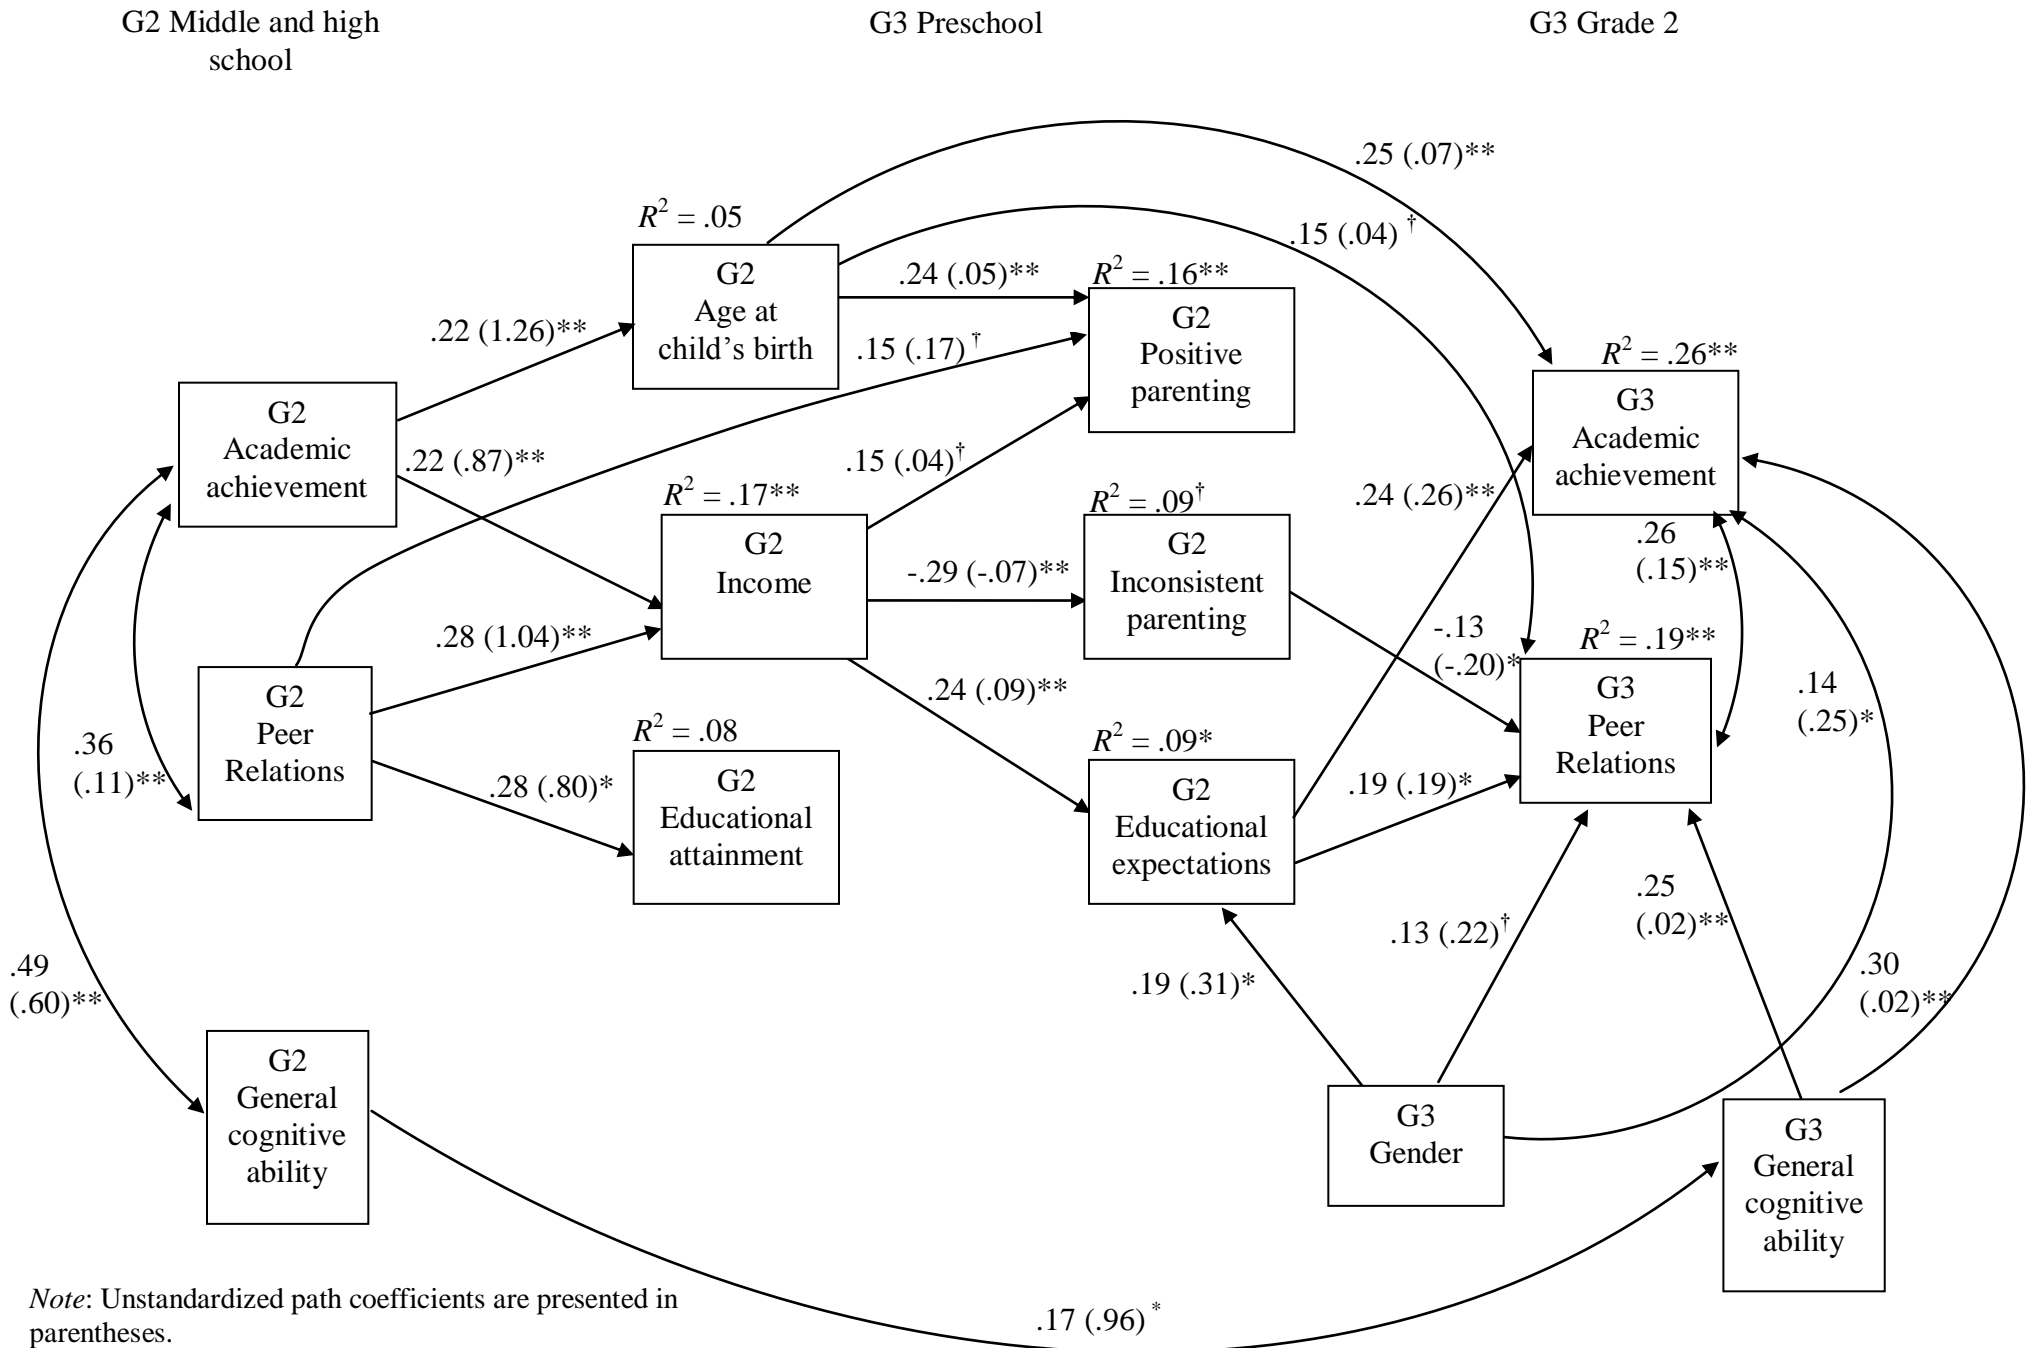 G2 Middle and high
school
G3 Preschool
G3 Grade 2
.25 (.07)**
R² = .05
.15 (.04) †
G2
Age at
child's birth
.24 (.05)**
R² = .16**
G2
Positive
parenting
.22 (1.26)**
.15 (.17) †
R² = .26**
G3
Academic
achievement
G2
Academic
achievement
.22 (.87)**
.15 (.04)†
R² = .17**
G2
Income
R² = .09†
G2
Inconsistent
parenting
.24 (.26)**
-.29 (-.07)**
.26
(.15)**
.28 (1.04)**
-.13
(-.20)*
R² = .19**
G3
Peer
Relations
G2
Peer
Relations
.24 (.09)**
.14
(.25)*
.36
(.11)**
R² = .08
G2
Educational
attainment
.28 (.80)*
R² = .09*
G2
Educational
expectations
.19 (.19)*
.25
(.02)**
.13 (.22)†
.19 (.31)*
.49
(.60)**
.30
(.02)**
G2
General
cognitive
ability
G3
Gender
G3
General
cognitive
ability
Note: Unstandardized path coefficients are presented in
parentheses.
.17 (.96) *